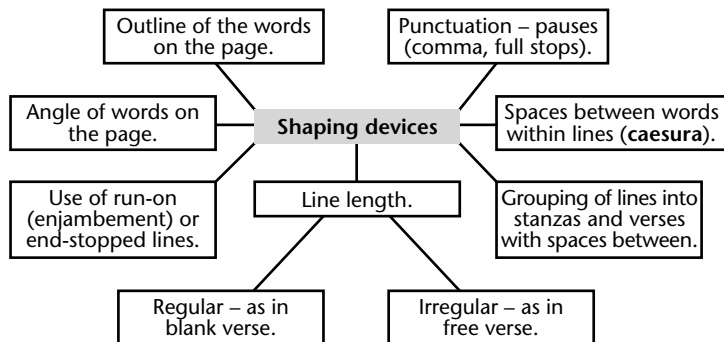 Outline of the words
on the page.
Punctuation – pauses
(comma, full stops).
Angle of words on
the page.
Shaping devices
Spaces between words
within lines (caesura).
Use of run-on
(enjambement) or
end-stopped lines.
Line length.
Grouping of lines into
stanzas and verses
with spaces between.
Regular – as in
blank verse.
Irregular – as in
free verse.